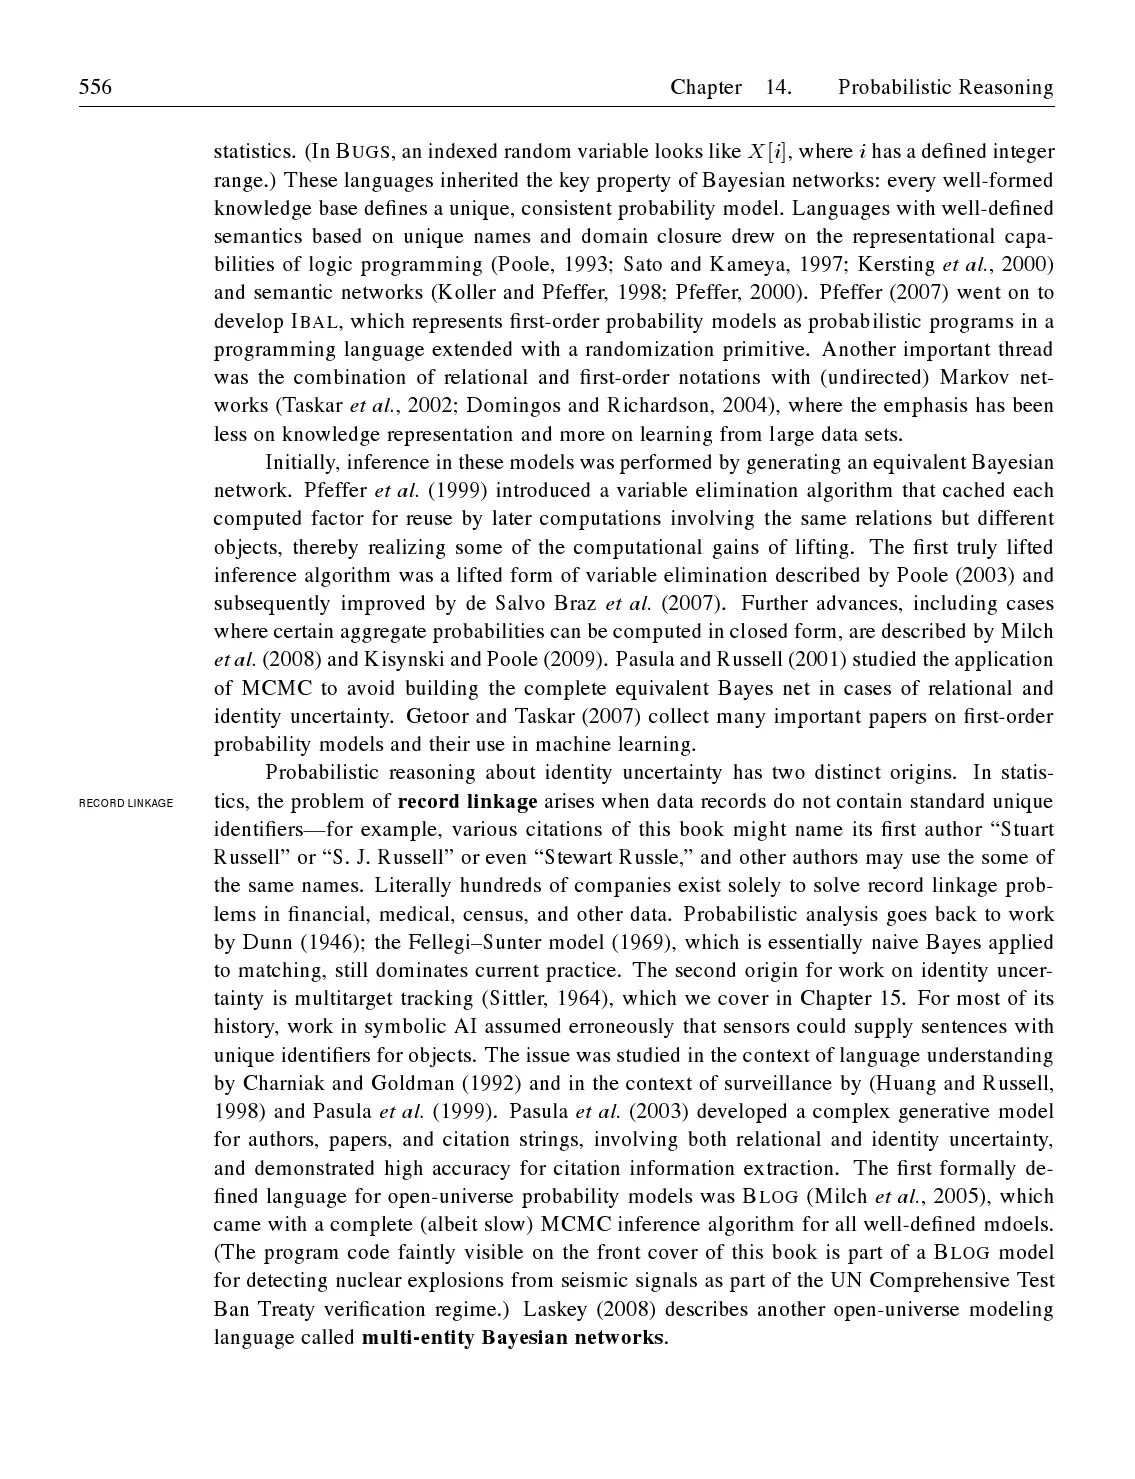 556 Chapter 14. Probabilistic Reasoning
statistics. (In BUGS, an indexed random variable looks like X[i], where i has a defined integer
range.) These languages inherited the key property of Bayesian networks: every well-formed
knowledge base defines a unique, consistent probability model. Languages with well-defined
semantics based on unique names and domain closure drew on the representational capa-
bilities of logic programming (Poole, 1993; Sato and Kameya, 1997; Kersting et al., 2000)
and semantic networks (Koller and Pfeffer, 1998; Pfeffer, 2000). Pfeffer (2007) went on to
develop IBAL, which represents first-order probability models as probabilistic programs in a
programming language extended with a randomization primitive. Another important thread
was the combination of relational and first-order notations with (undirected) Markov net-
works (Taskar et al., 2002; Domingos and Richardson, 2004), where the emphasis has been
less on knowledge representation and more on learning from large data sets.
Initially, inference in these models was performed by generating an equivalent Bayesian
network. Pfeffer et al. (1999) introduced a variable elimination algorithm that cached each
computed factor for reuse by later computations involving the same relations but different
objects, thereby realizing some of the computational gains of lifting. The first truly lifted
inference algorithm was a lifted form of variable elimination described by Poole (2003) and
subsequently improved by de Salvo Braz et al. (2007). Further advances, including cases
where certain aggregate probabilities can be computed in closed form, are described by Milch
et al. (2008) and Kisynski and Poole (2009). Pasula and Russell (2001) studied the application
of MCMC to avoid building the complete equivalent Bayes net in cases of relational and
identity uncertainty. Getoor and Taskar (2007) collect many important papers on first-order
probability models and their use in machine learning.
Probabilistic reasoning about identity uncertainty has two distinct origins. In statis-
RECORD LINKAGE tics, the problem of record linkage arises when data records do not contain standard unique
identifiers—for example, various citations of this book might name its first author “Stuart
Russell” or “S. J. Russell” or even “Stewart Russle,” and other authors may use the some of
the same names. Literally hundreds of companies exist solely to solve record linkage prob-
lems in financial, medical, census, and other data. Probabilistic analysis goes back to work
by Dunn (1946); the Fellegi–Sunter model (1969), which is essentially naive Bayes applied
to matching, still dominates current practice. The second origin for work on identity uncer-
tainty is multitarget tracking (Sittler, 1964), which we cover in Chapter 15. For most of its
history, work in symbolic AI assumed erroneously that sensors could supply sentences with
unique identifiers for objects. The issue was studied in the context of language understanding
by Charniak and Goldman (1992) and in the context of surveillance by (Huang and Russell,
1998) and Pasula et al. (1999). Pasula et al. (2003) developed a complex generative model
for authors, papers, and citation strings, involving both relational and identity uncertainty,
and demonstrated high accuracy for citation information extraction. The first formally de-
fined language for open-universe probability models was BLOG (Milch et al., 2005), which
came with a complete (albeit slow) MCMC inference algorithm for all well-defined mdoels.
(The program code faintly visible on the front cover of this book is part of a BLOG model
for detecting nuclear explosions from seismic signals as part of the UN Comprehensive Test
Ban Treaty verification regime.) Laskey (2008) describes another open-universe modeling
language called multi-entity Bayesian networks.